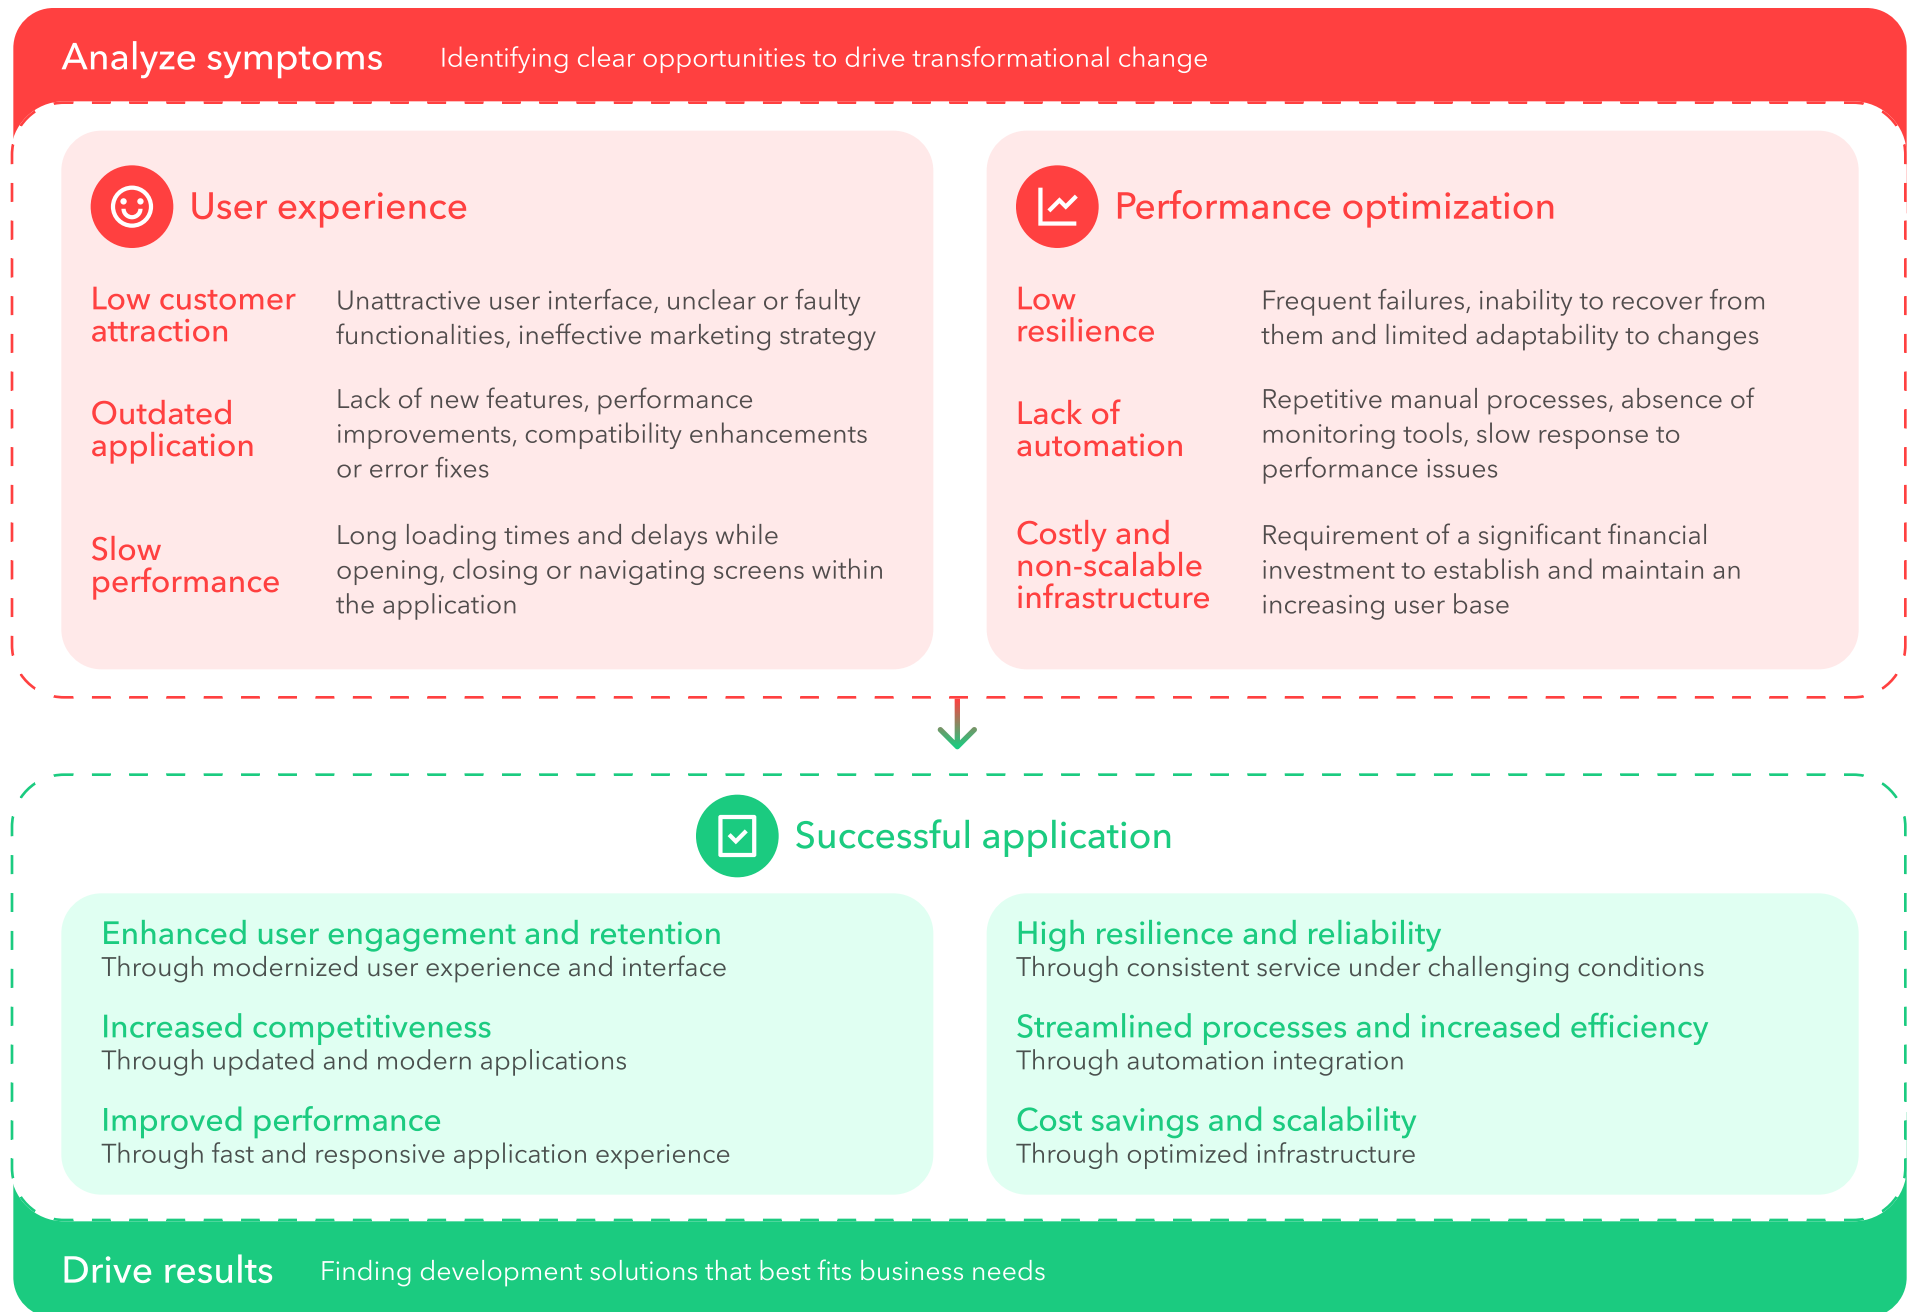 Analyze symptoms
Identifying clear opportunities to drive transformational change
User experience
Low customer
attraction
Unattractive user interface, unclear or faulty
functionalities, ineffective marketing strategy
Outdated
application
Lack of new features, performance
improvements, compatibility enhancements
or error fixes
Slow
performance
Long loading times and delays while
opening, closing or navigating screens within
the application
Performance optimization
Low
resilience
Frequent failures, inability to recover from
them and limited adaptability to changes
Lack of
automation
Repetitive manual processes, absence of
monitoring tools, slow response to
performance issues
Costly and
non-scalable
infrastructure
Requirement of a significant financial
investment to establish and maintain an
increasing user base
Successful application
Enhanced user engagement and retention
Through modernized user experience and interface
Increased competitiveness
Through updated and modern applications
Improved performance
Through fast and responsive application experience
High resilience and reliability
Through consistent service under challenging conditions
Streamlined processes and increased efficiency
Through automation integration
Cost savings and scalability
Through optimized infrastructure
Drive results
Finding development solutions that best fits business needs